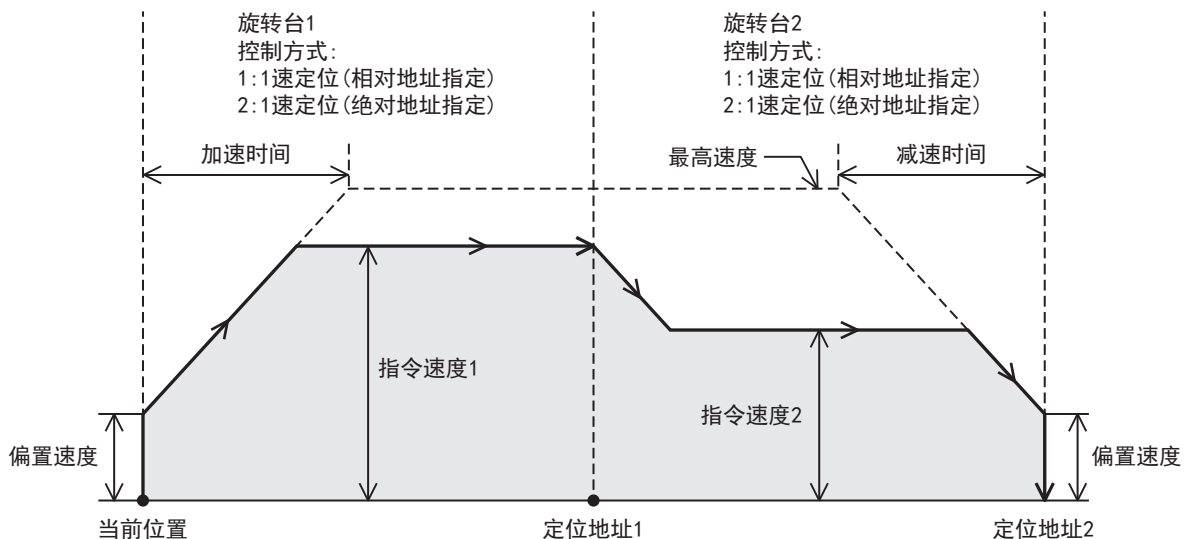 旋转台1
控制方式:
1:1速定位(相对地址指定)
2:1速定位(绝对地址指定)
旋转台2
控制方式:
1:1速定位(相对地址指定)
2:1速定位(绝对地址指定)
加速时间
最高速度
减速时间
指令速度1
指令速度2
偏置速度
偏置速度
当前位置
定位地址1
定位地址2